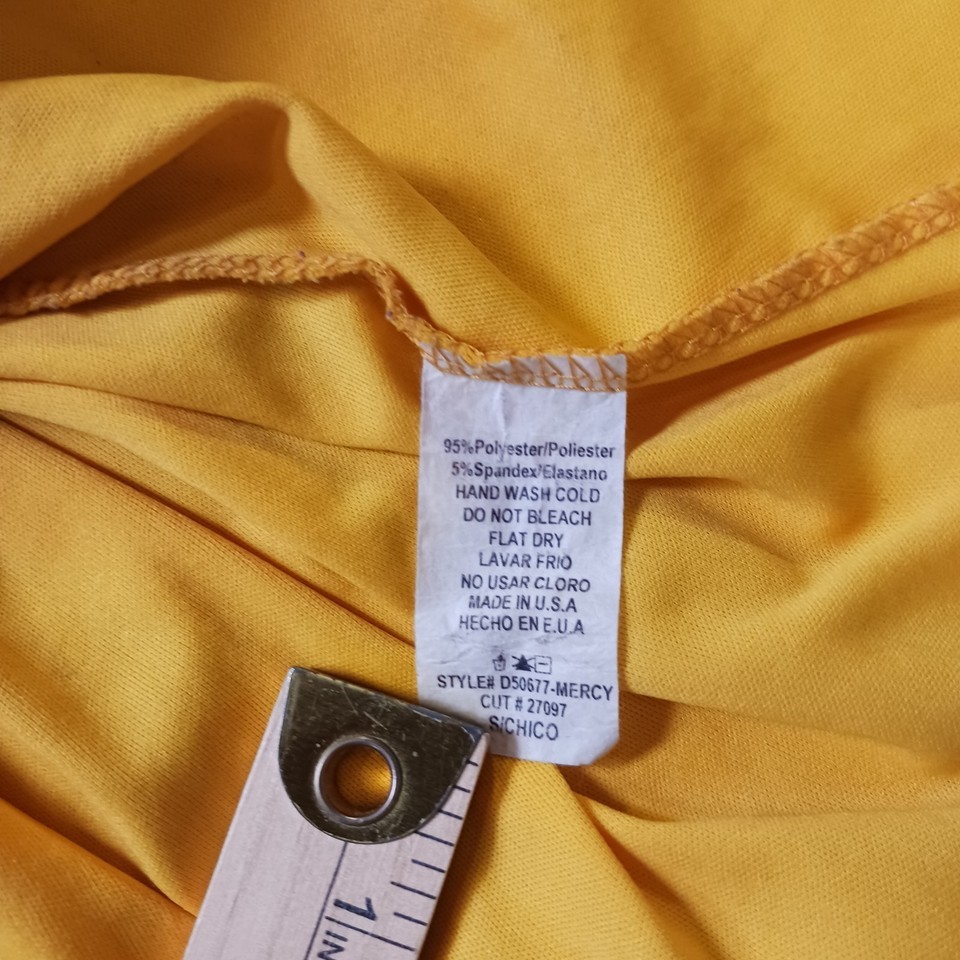 95%Polyester/Poliester
5%Spandex/Elastano
HAND WASH COLD
DO NOT BLEACH
FLAT DRY
LAVAR FRIO
NO USAR CLORO
MADE IN U.S.A
HECHO EN E.U.A
STYLE# D50677-MERCY
CUT # 27097
SICHICO
1 IN